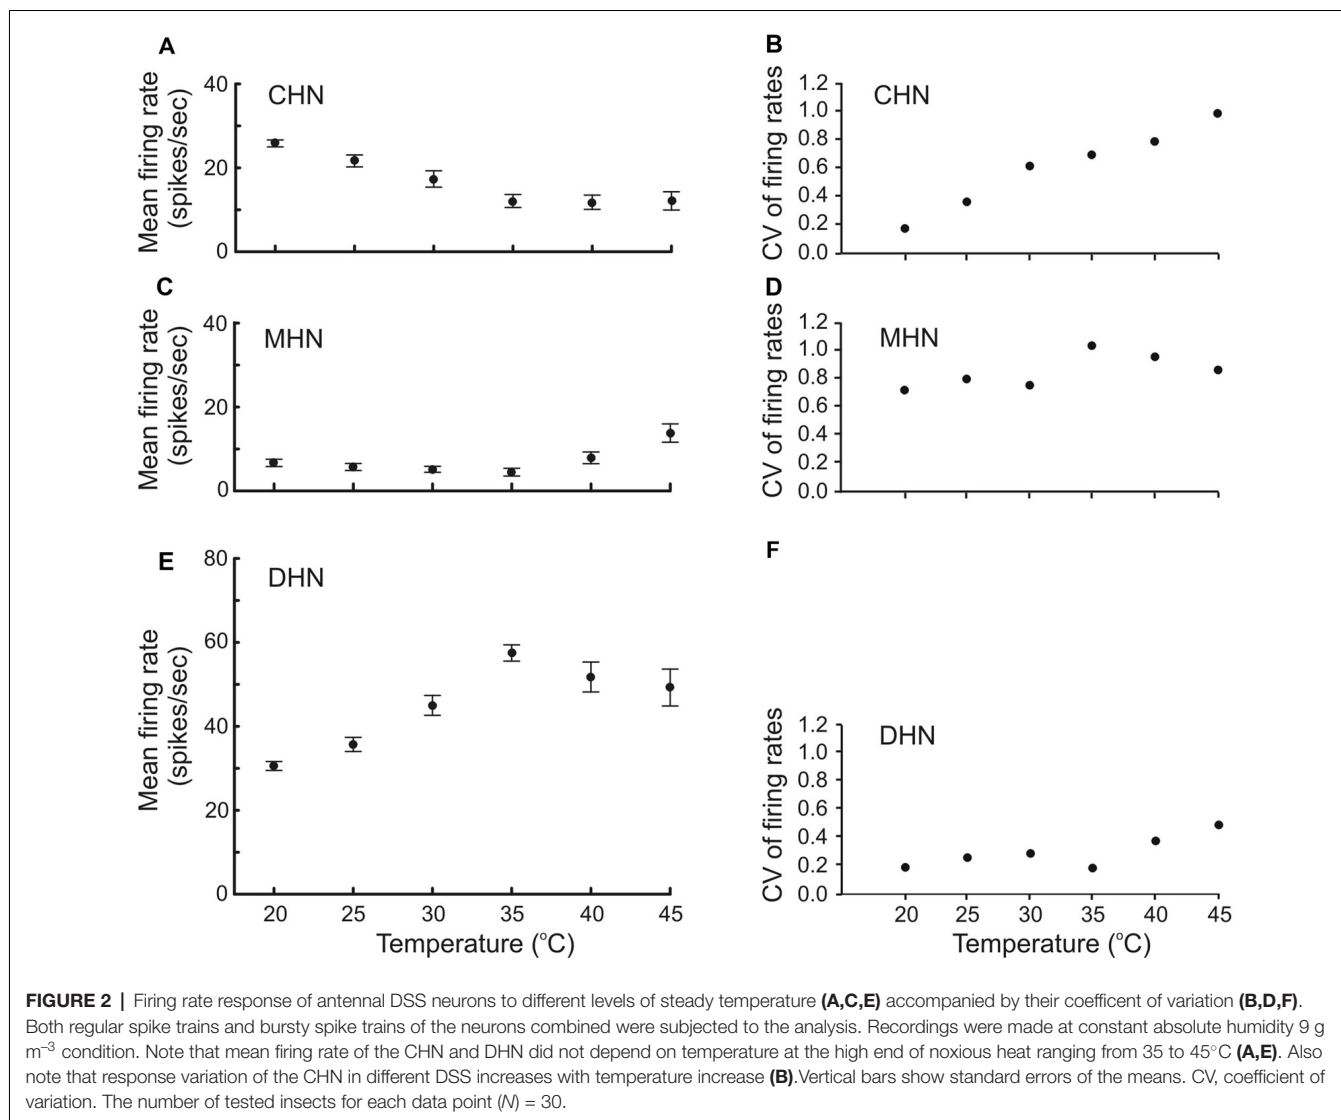 A
Mean firing rate
(spikes/sec)
40
20
0
CHN
B
CV of firing rates
1.2
1.0
0.8
0.6
0.4
0.2
0.0
CHN
C
Mean firing rate
(spikes/sec)
40
20
0
MHN
D
CV of firing rates
1.2
1.0
0.8
0.6
0.4
0.2
0.0
MHN
E
Mean firing rate
(spikes/sec)
80
60
40
20
0
DHN
20 25 30 35 40 45
Temperature (°C)
F
CV of firing rates
1.2
1.0
0.8
0.6
0.4
0.2
0.0
DHN
20 25 30 35 40 45
Temperature (°C)
FIGURE 2 | Firing rate response of antennal DSS neurons to different levels of steady temperature (A,C,E) accompanied by their coefficent of variation (B,D,F).
Both regular spike trains and bursty spike trains of the neurons combined were subjected to the analysis. Recordings were made at constant absolute humidity 9 g
m⁻³ condition. Note that mean firing rate of the CHN and DHN did not depend on temperature at the high end of noxious heat ranging from 35 to 45°C (A,E). Also
note that response variation of the CHN in different DSS increases with temperature increase (B).Vertical bars show standard errors of the means. CV, coefficient of
variation. The number of tested insects for each data point (N) = 30.